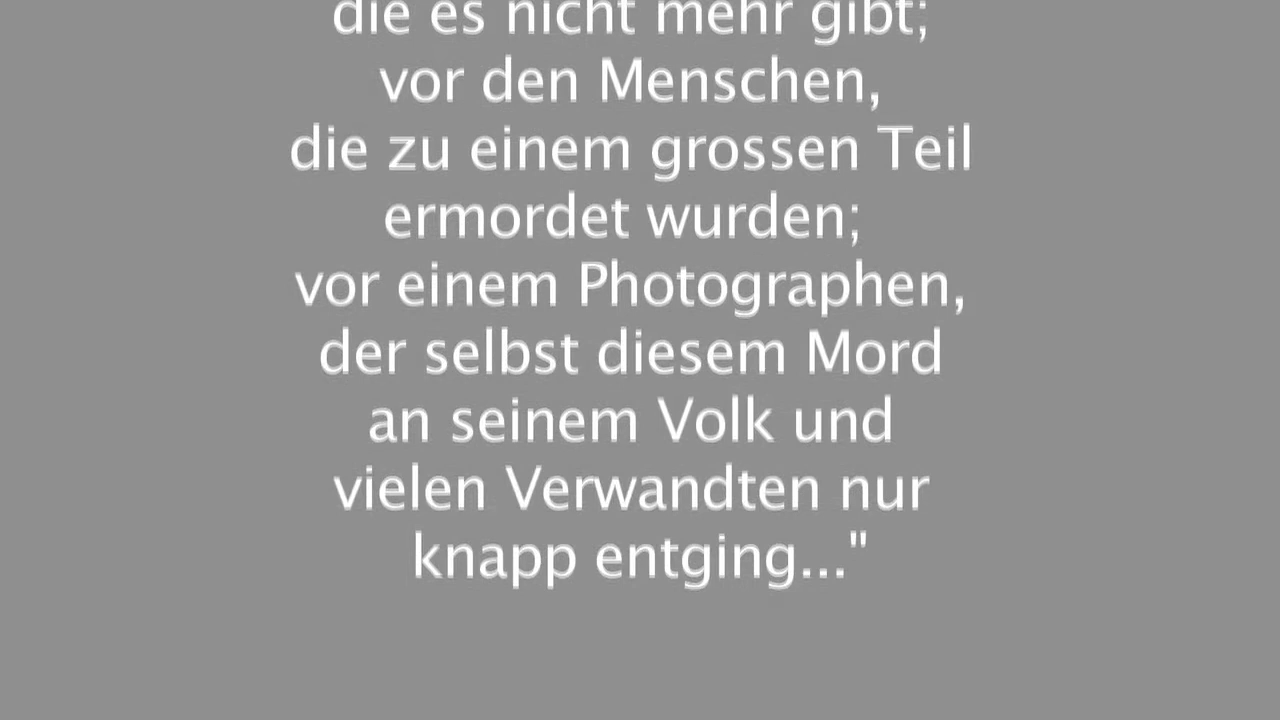 die es nicht mehr gibt;
vor den Menschen,
die zu einem grossen Teil
ermordet wurden;
vor einem Photographen,
der selbst diesem Mord
an seinem Volk und
vielen Verwandten nur
knapp entging..."